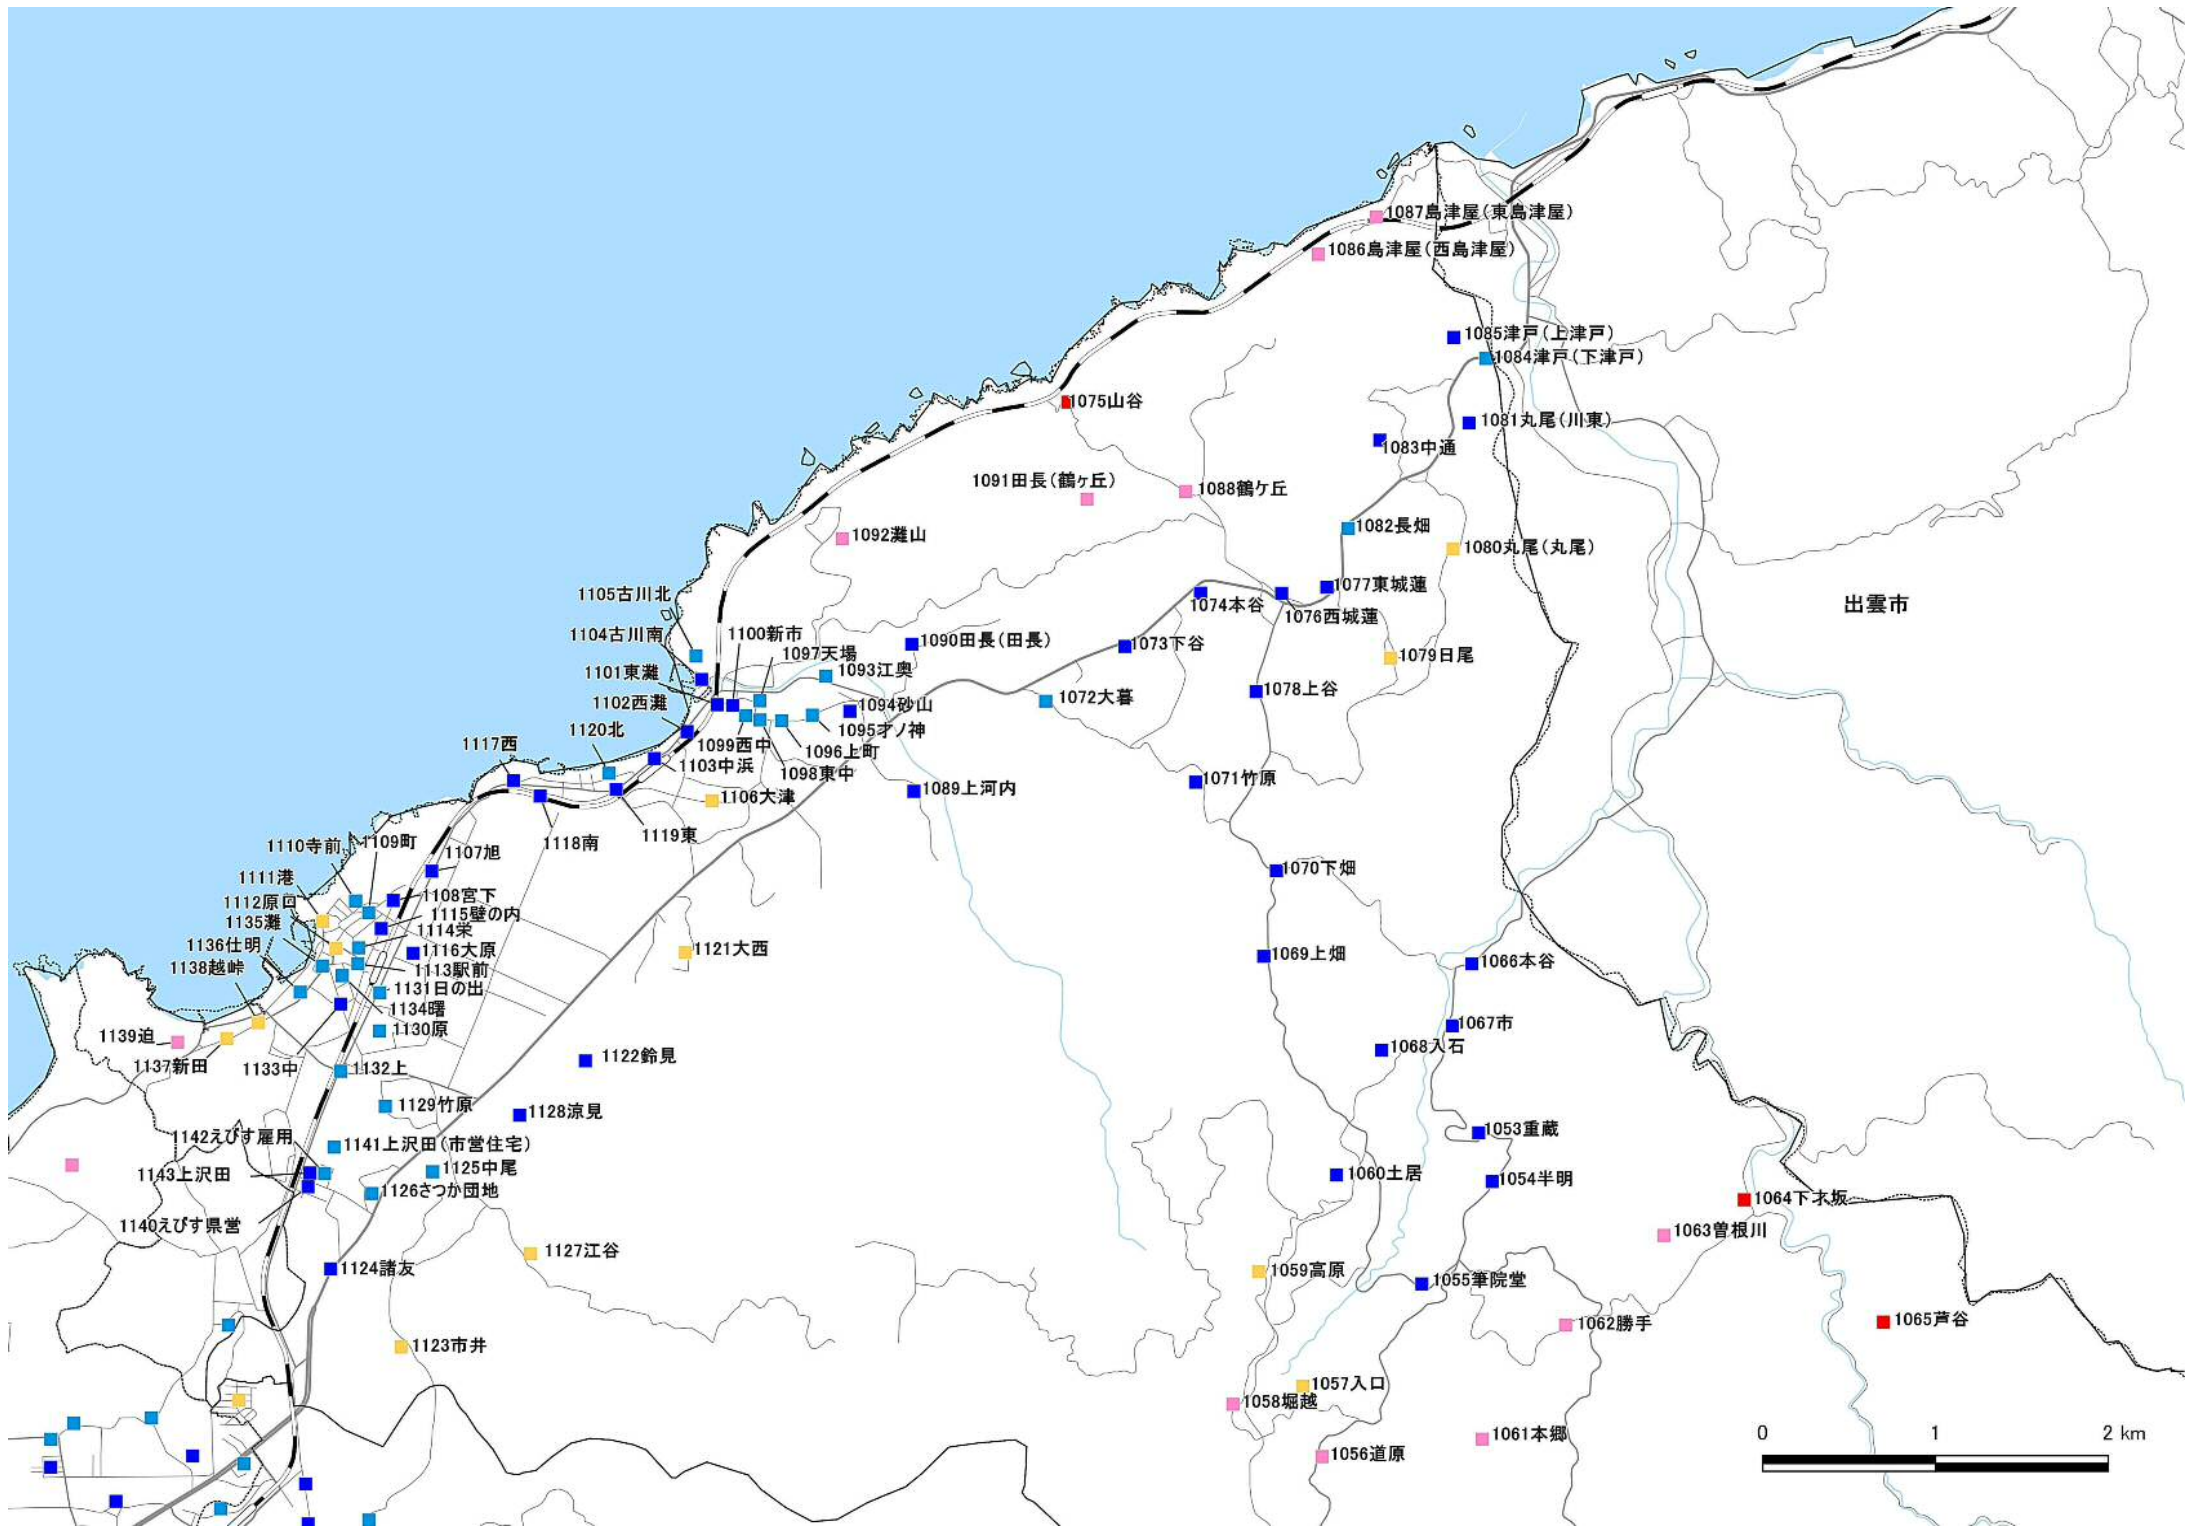 1087島津屋(東島津屋)
1086島津屋(西島津屋)
1085津戸(上津戸)
1084津戸(下津戸)
1075山谷
1081丸尾(川東)
1083中通
1091田長(鶴ヶ丘)
1088鶴ケ丘
1082長畑
1092灘山
1080丸尾(丸尾)
1077東城蓮
1105古川北
1074本谷
出雲市
1076西城蓮
1104古川南
1100新市
1090田長(田長)
1073下谷
1097天場
1079日尾
1101東灘
1093江奥
1078上谷
1102西灘
1072大暮
1094砂山
1095才ノ神
1120北
1099西中
1096上町
1117西
1103中浜
1098東中
1071竹原
1089上河内
1106大津
1119東
1118南
1109町
1110寺前
1107旭
1070下畑
1111港
1108宮下
1112原口
1115壁の内
1135灘
1114栄
1136仕明
1116大原
1121大西
1069上畑
1066本谷
1138越峠
1113駅前
1131日の出
1134曙
1067市
1130原
1139迫
1068入石
1122鈴見
1137新田
1133中
1132上
1129竹原
1128涼見
1053重蔵
1142えびす雇用
1141上沢田(市営住宅)
1143上沢田
1125中尾
1060土居
1054半明
1126さつか団地
1064下才坂
1140えびす県営
1063曽根川
1127江谷
1124諸友
1059高原
1055筆院堂
1065芦谷
1062勝手
1123市井
1057入口
1058堀越
1061本郷
1056道原
0 1 2 km